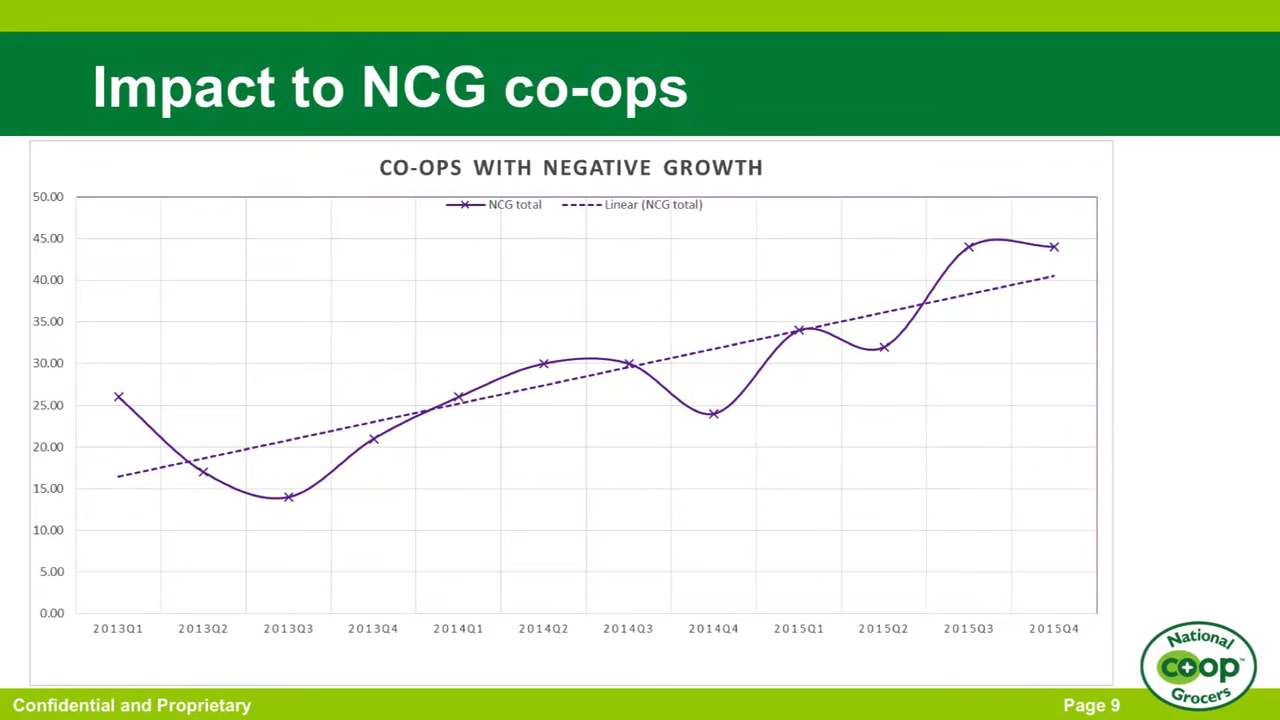 Impact to NCG co-ops
CO-OPS WITH NEGATIVE GROWTH
NCG total Linear (NCG total)
50.00
45.00
40.00
35.00
30.00
25.00
20.00
15.00
10.00
5.00
0.00
2013Q1 2013Q2 2013Q3 2013Q4 2014Q1 2014Q2 2014Q3 2014Q4 2015Q1 2015Q2 2015Q3 2015Q4
National
coop™
Grocers
Confidential and Proprietary Page 9